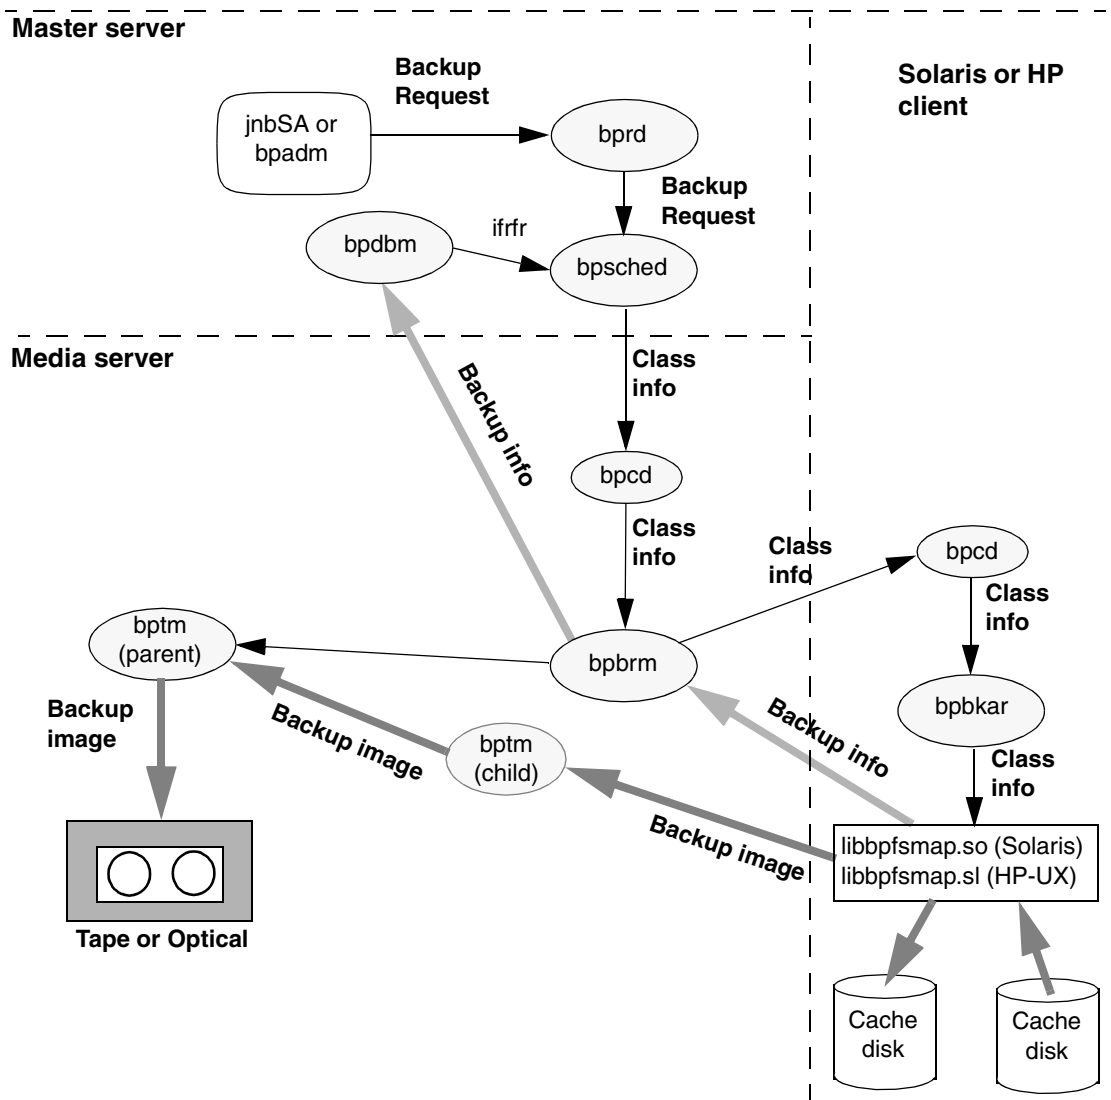 Master server
Backup
Request
Solaris or HP
client
jnbSA or
bpadm
bprd
Backup
Request
bpdbm
ifrfr
bpsched
Media server
Class
info
Backup info
bpcd
Class
info
Class
info
bpcd
Class
info
bptm
(parent)
bpbrm
bpbkar
Backup
image
Backup image
bptm
(child)
Backup info
Class
info
Backup image
libbpfsmap.so (Solaris)
libbpfsmap.sl (HP-UX)
Tape or Optical
Cache
disk
Cache
disk